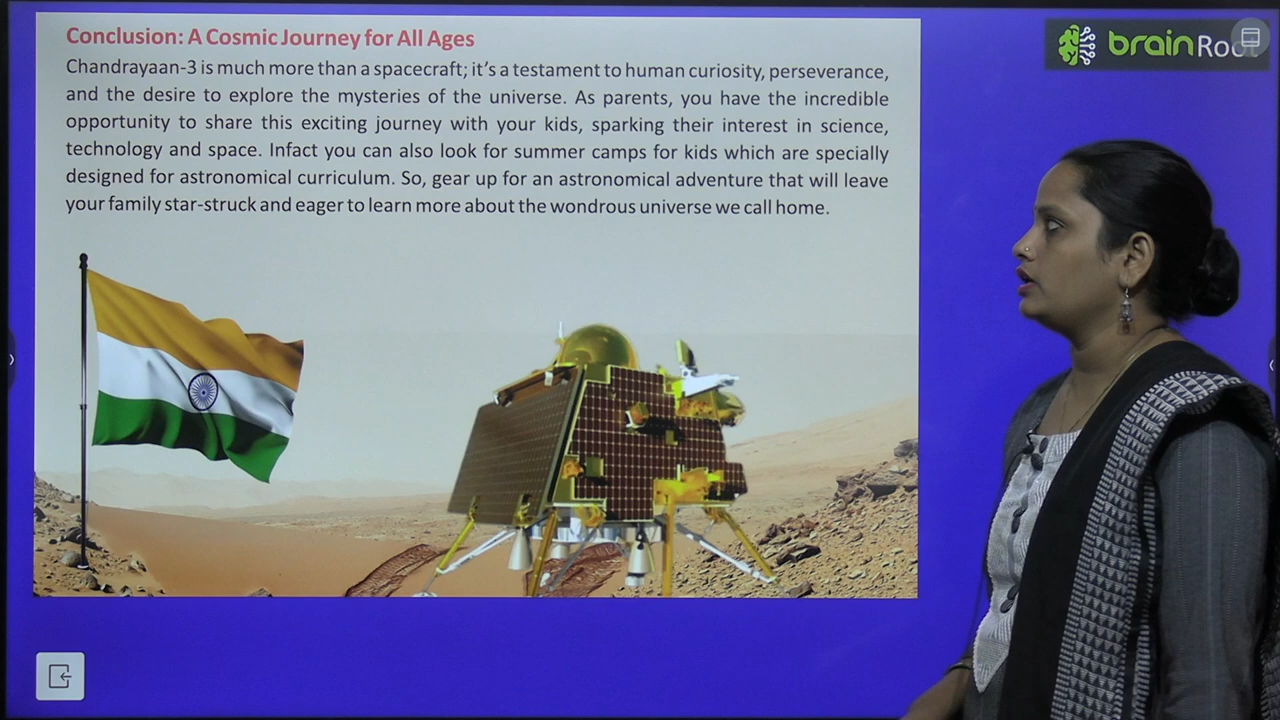 Conclusion: A Cosmic Journey for All Ages
Chandrayaan-3 is much more than a spacecraft; it's a testament to human curiosity, perseverance,
and the desire to explore the mysteries of the universe. As parents, you have the incredible
opportunity to share this exciting journey with your kids, sparking their interest in science,
technology and space. Infact you can also look for summer camps for kids which are specially
designed for astronomical curriculum. So, gear up for an astronomical adventure that will leave
your family star-struck and eager to learn more about the wondrous universe we call home.
brain